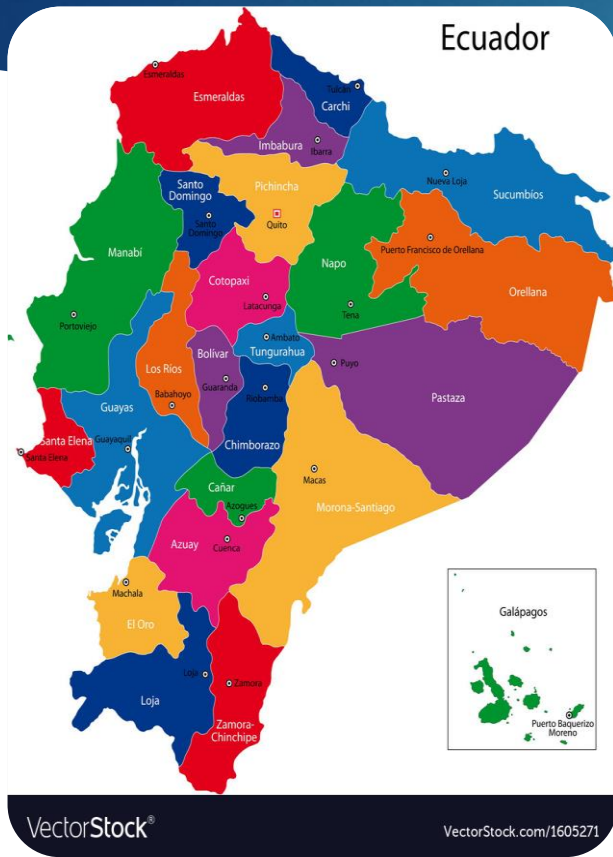 Ecuador
Esmeraldas
Esmeraldas
Tulcán
Carchi
Imbabura
Ibarra
Nueva Loja
Sucumbíos
Santo
Domingo
Santo
Domingo
Pichincha
Quito
Manabí
Portoviejo
Cotopaxi
Latacunga
Napo
Tena
Puerto Francisco de Orellana
Orellana
Los Ríos
Babahoyo
Bolívar
Guaranda
Ambato
Tungurahua
Riobamba
Chimborazo
Puyo
Pastaza
Guayas
Guayaquil
Santa Elena
Santa Elena
Cañar
Azogues
Macas
Morona-Santiago
Azuay
Cuenca
Machala
El Oro
Loja
Loja
Zamora
Zamora-
Chinchipe
Galápagos
Puerto Baquerizo
Moreno
VectorStock®
VectorStock.com/1605271